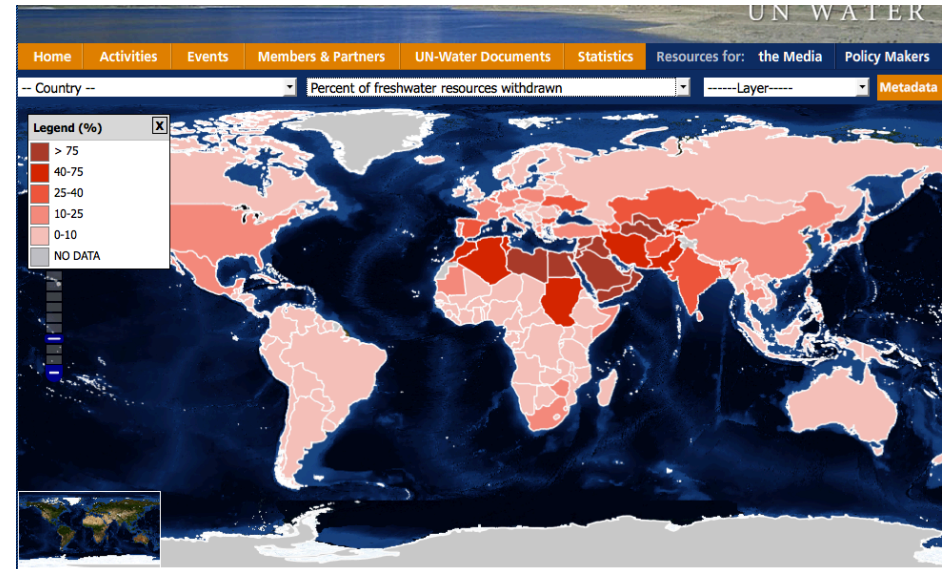 UN WATER
Home Activities Events Members & Partners UN-Water Documents Statistics Resources for: the Media Policy Makers
-- Country -- Percent of freshwater resources withdrawn ------Layer----- Metadata
Legend (%) X
> 75
40-75
25-40
10-25
0-10
NO DATA